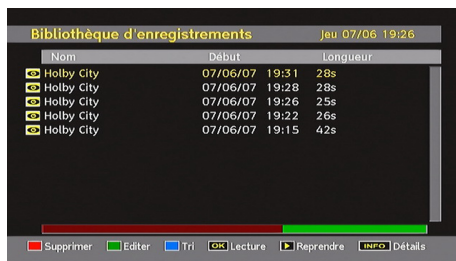 Bibliothèque d'enregistrements Jeu 07/06 19:26
Nom Début Longueur
Holby City 07/06/07 19:31 28s
Holby City 07/06/07 19:28 28s
Holby City 07/06/07 19:26 25s
Holby City 07/06/07 19:22 26s
Holby City 07/06/07 19:15 42s
Supprimer Editer Tri OK Lecture Reprendre INFO Détails